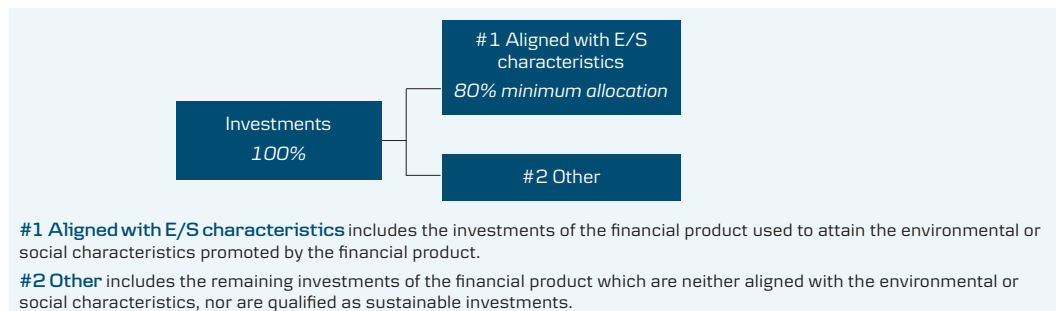 #1 Aligned with E/S
characteristics
80% minimum allocation
Investments
100%
#2 Other
#1 Aligned with E/S characteristics includes the investments of the financial product used to attain the environmental or
social characteristics promoted by the financial product.
#2 Other includes the remaining investments of the financial product which are neither aligned with the environmental or
social characteristics, nor are qualified as sustainable investments.